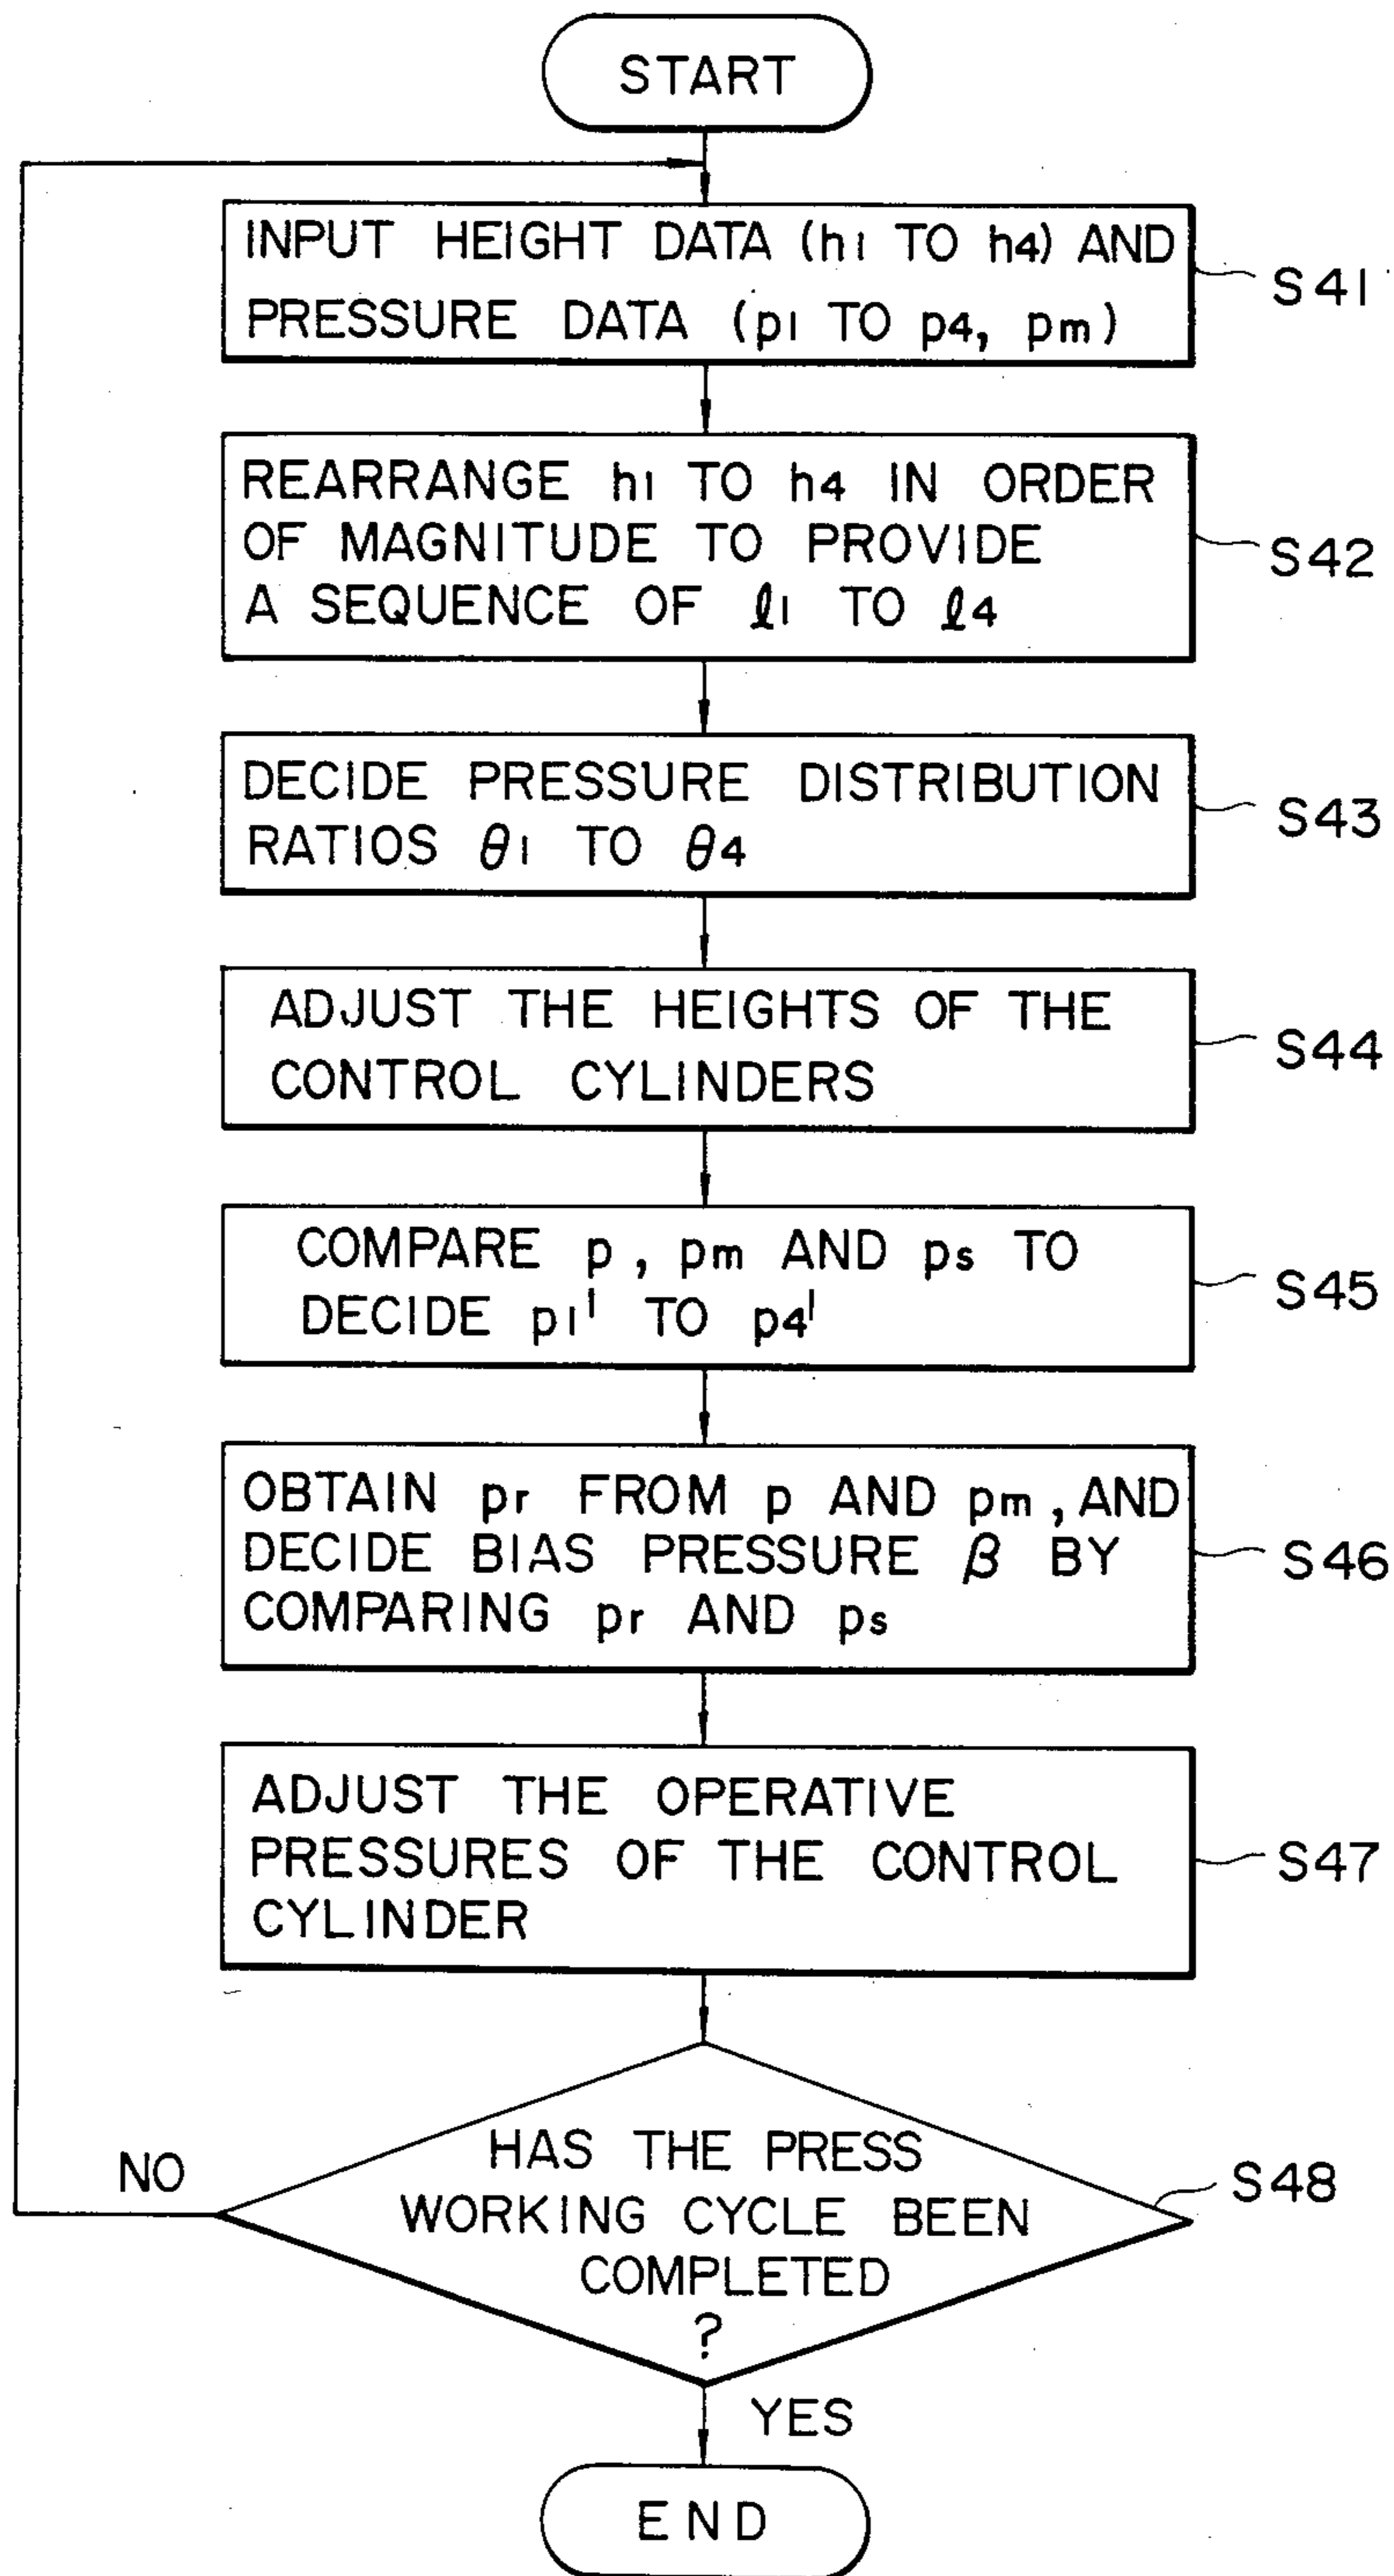 START
INPUT HEIGHT DATA (h1 TO h4) AND
PRESSURE DATA (p1 TO p4, pm)
S41
REARRANGE h1 TO h4 IN ORDER
OF MAGNITUDE TO PROVIDE
A SEQUENCE OF ℓ1 TO ℓ4
S42
DECIDE PRESSURE DISTRIBUTION
RATIOS θ1 TO θ4
S43
ADJUST THE HEIGHTS OF THE
CONTROL CYLINDERS
S44
COMPARE p, pm AND ps TO
DECIDE p1' TO p4'
S45
OBTAIN pr FROM p AND pm, AND
DECIDE BIAS PRESSURE β BY
COMPARING pr AND ps
S46
ADJUST THE OPERATIVE
PRESSURES OF THE CONTROL
CYLINDER
S47
HAS THE PRESS
WORKING CYCLE BEEN
COMPLETED
?
S48
NO
YES
END